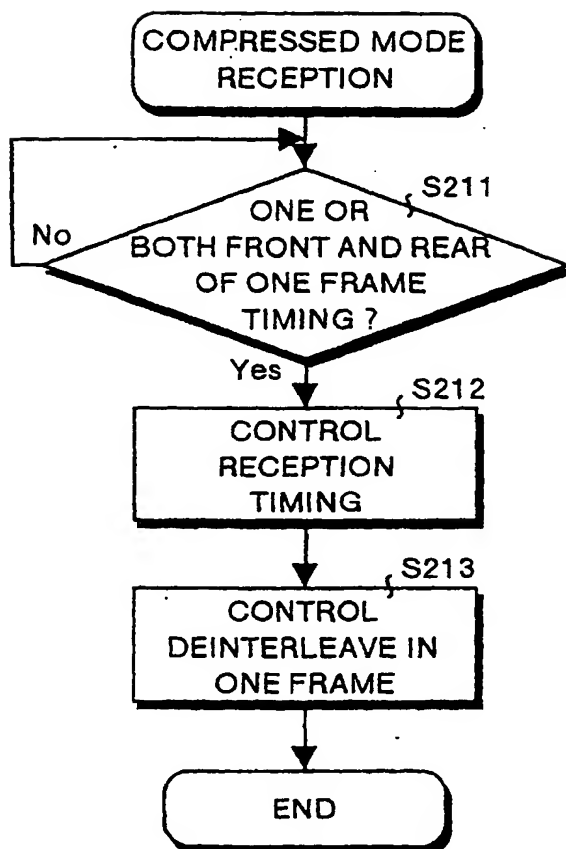 COMPRESSED MODE
RECEPTION
S211
ONE OR
BOTH FRONT AND REAR
OF ONE FRAME
TIMING ?
No
Yes
S212
CONTROL
RECEPTION
TIMING
S213
CONTROL
DEINTERLEAVE IN
ONE FRAME
END